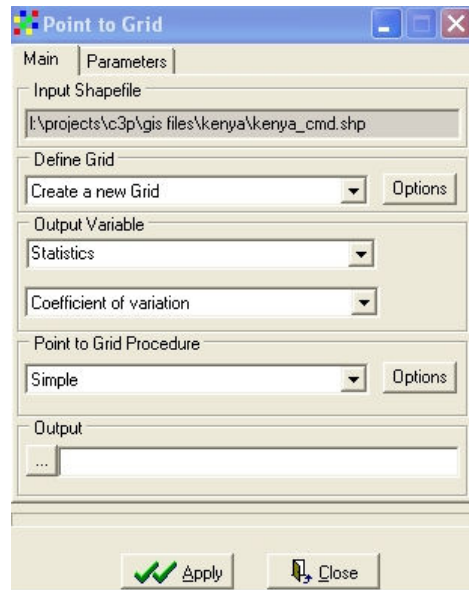 Point to Grid
Main Parameters
Input Shapefile
I:\projects\c3p\gis files\kenya\kenya_cmd.shp
Define Grid
Create a new Grid Options
Output Variable
Statistics
Coefficient of variation
Point to Grid Procedure
Simple Options
Output
...
Apply Close